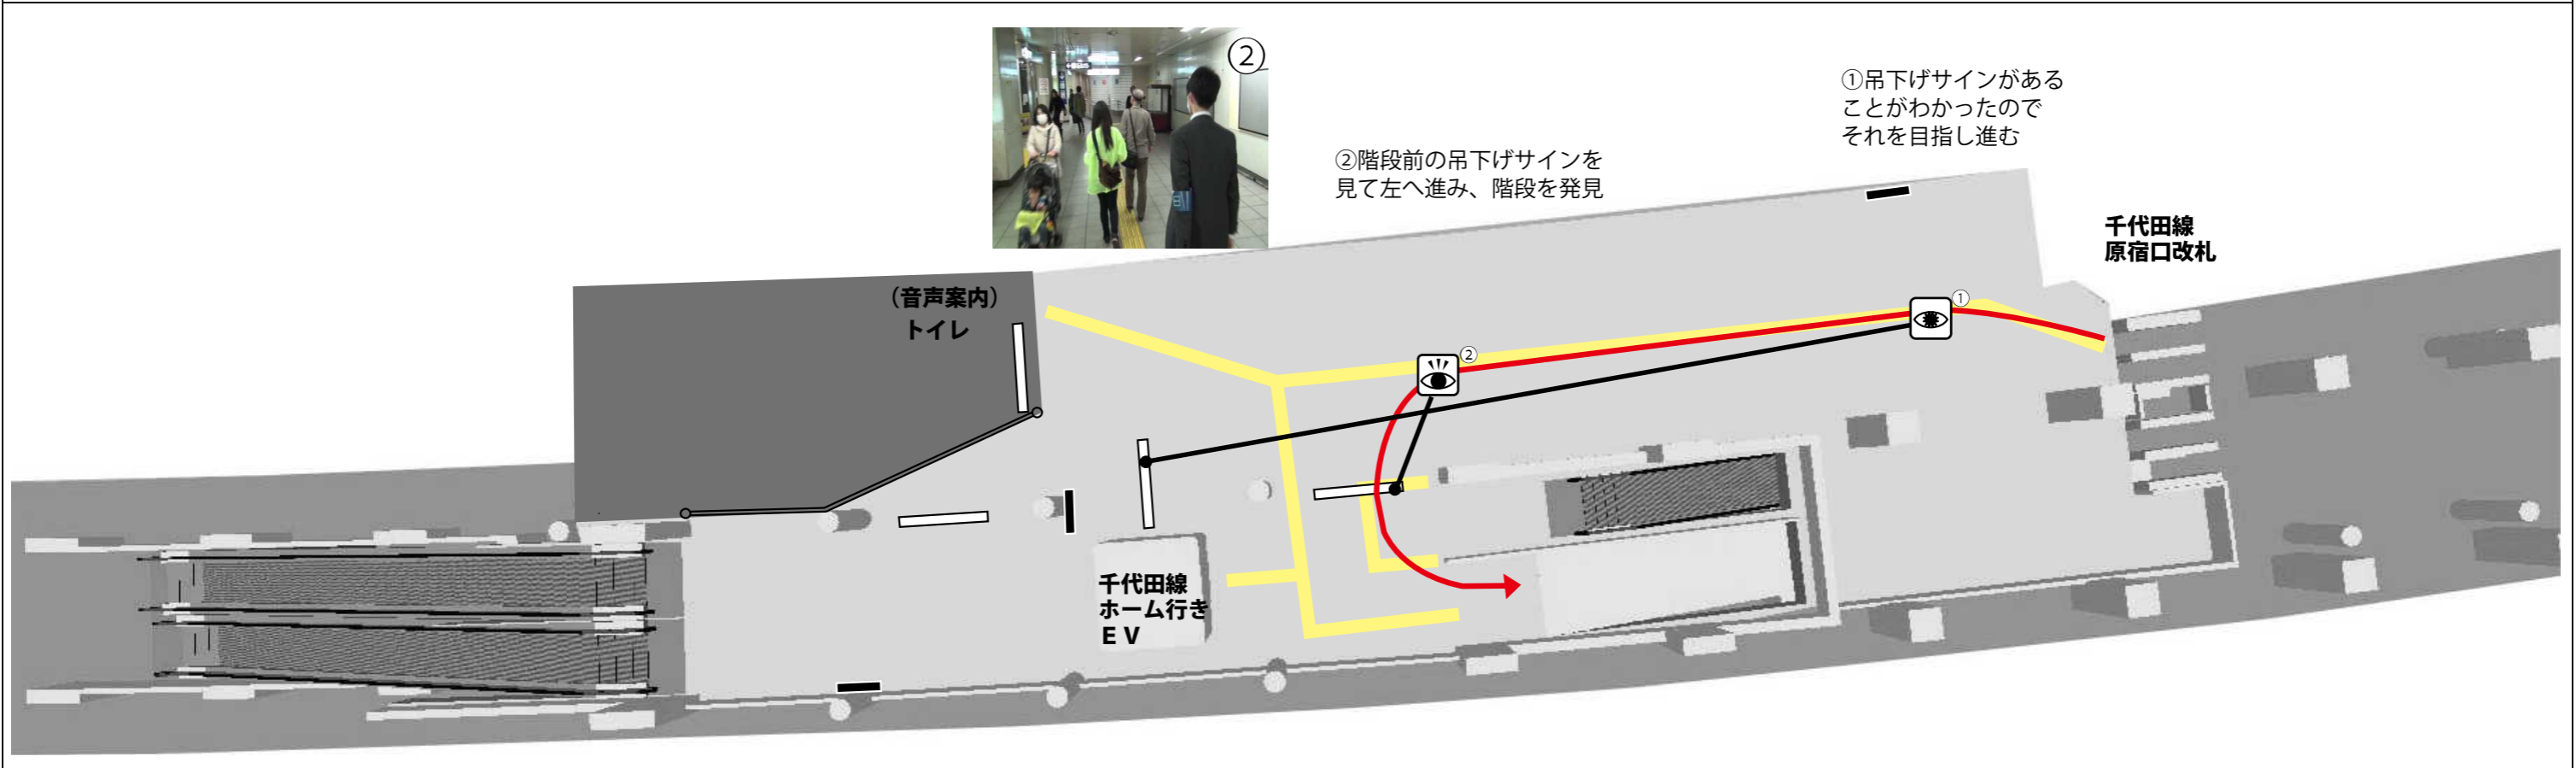 ②
①吊下げサインがある
ことがわかったので
それを目指し進む
②階段前の吊下げサインを
見て左へ進み、階段を発見
千代田線
原宿口改札
（音声案内）
トイレ
①
②
千代田線
ホーム行き
ＥＶ